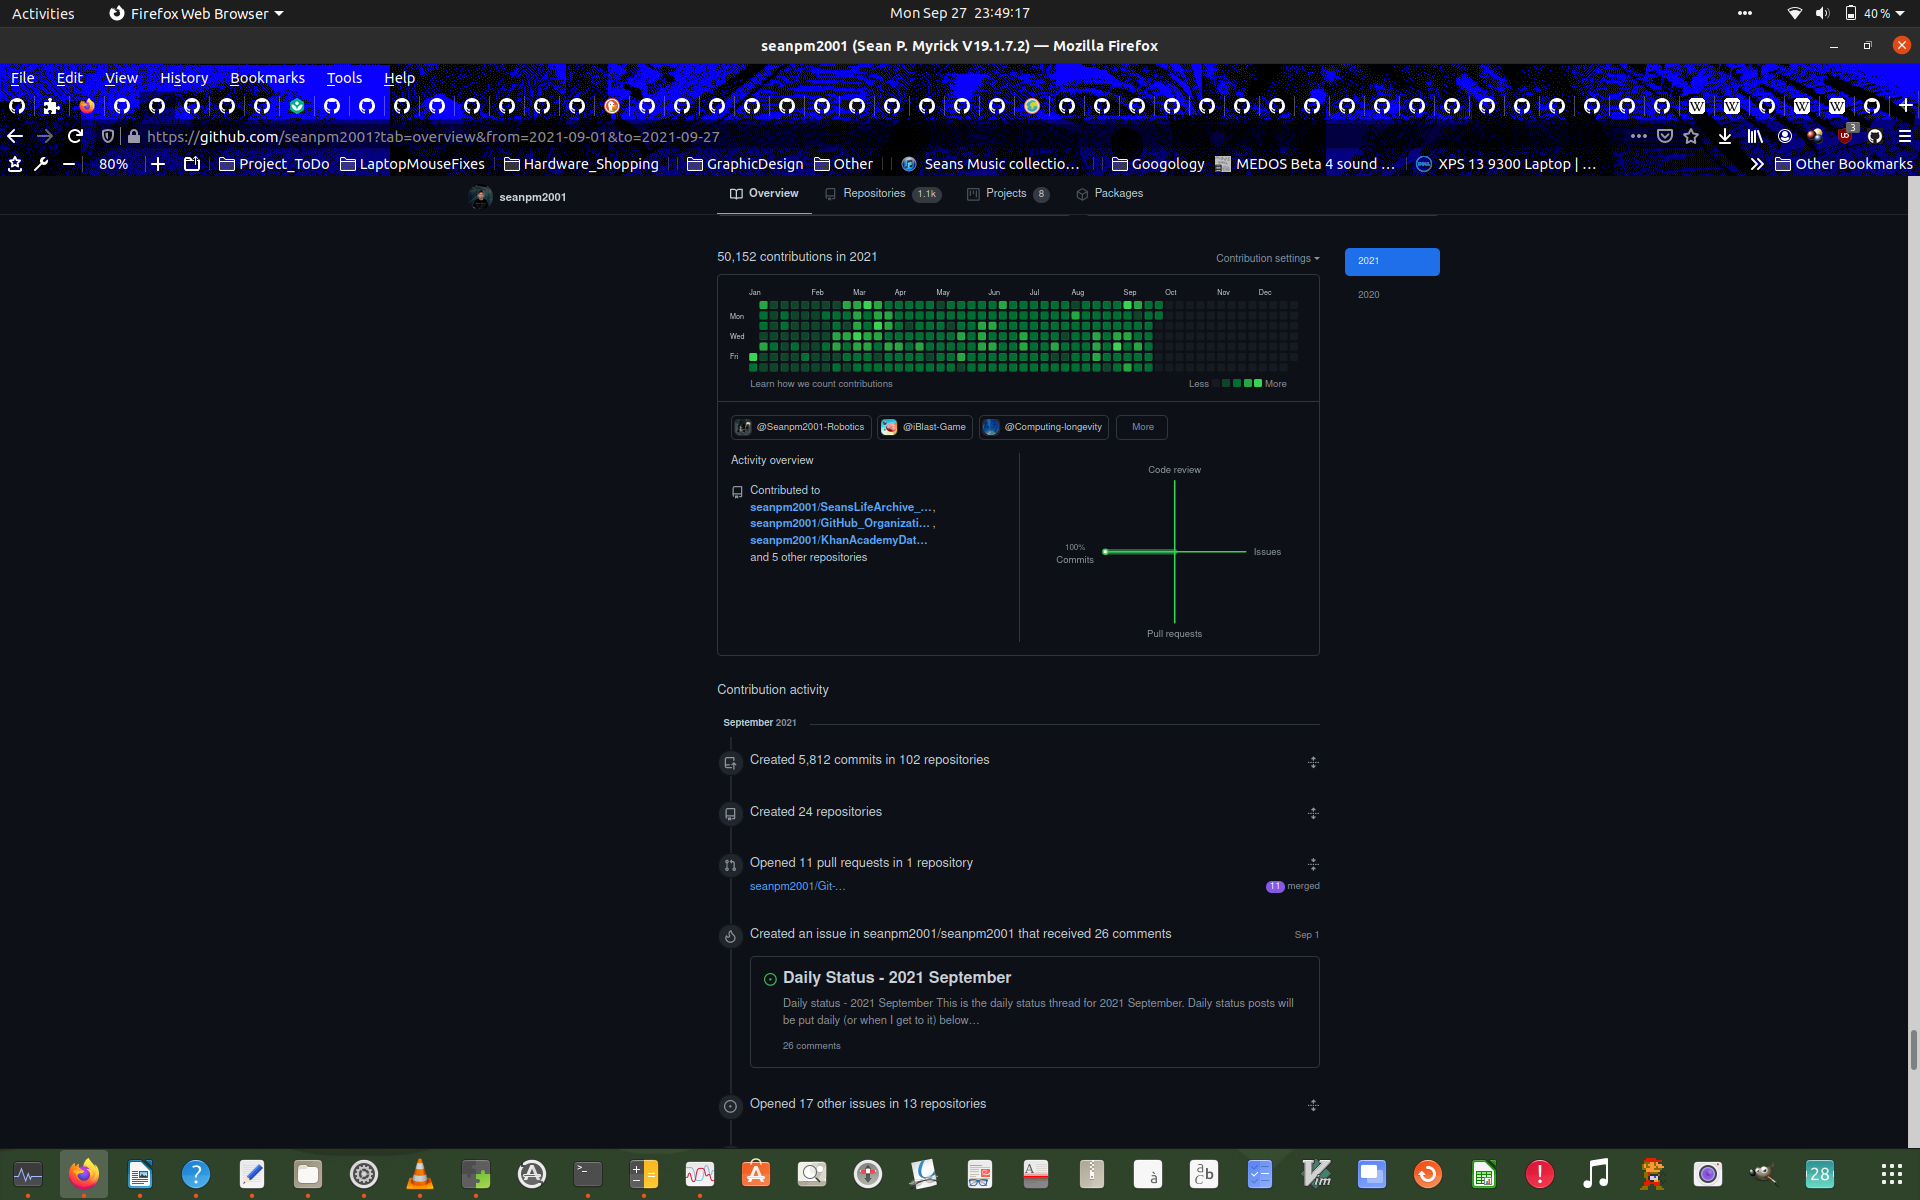 Activities
Firefox Web Browser
Mon Sep 27 23:49:17
40 %
seanpm2001 (Sean P. Myrick V19.1.7.2) — Mozilla Firefox
File Edit View History Bookmarks Tools Help
https://github.com/seanpm2001?tab=overview&from=2021-09-01&to=2021-09-27
3
80%
Project_ToDo
LaptopMouseFixes
Hardware_Shopping
GraphicDesign
Other
Seans Music collectio…
Googology
MEDOS Beta 4 sound …
XPS 13 9300 Laptop | …
Other Bookmarks
seanpm2001
Overview
Repositories 1.1k
Projects 8
Packages
50,152 contributions in 2021
Contribution settings
2021
2020
Jan Feb Mar Apr May Jun Jul Aug Sep Oct Nov Dec
Mon
Wed
Fri
Learn how we count contributions
Less More
@Seanpm2001-Robotics
@iBlast-Game
@Computing-longevity
More
Activity overview
Contributed to
seanpm2001/SeansLifeArchive_…,
seanpm2001/GitHub_Organizati… ,
seanpm2001/KhanAcademyDat…
and 5 other repositories
Code review
100%
Commits
Issues
Pull requests
Contribution activity
September 2021
Created 5,812 commits in 102 repositories
Created 24 repositories
Opened 11 pull requests in 1 repository
seanpm2001/Git-…
11 merged
Created an issue in seanpm2001/seanpm2001 that received 26 comments
Sep 1
Daily Status - 2021 September
Daily status - 2021 September This is the daily status thread for 2021 September. Daily status posts will
be put daily (or when I get to it) below…
26 comments
Opened 17 other issues in 13 repositories
28